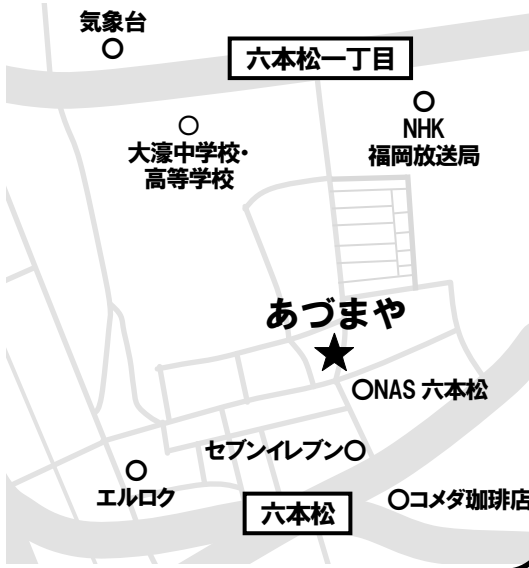 気象台
六本松一丁目
NHK
福岡放送局
大濠中学校・
高等学校
あづまや
NAS 六本松
セブンイレブン
エルロク
六本松
コメダ珈琲店